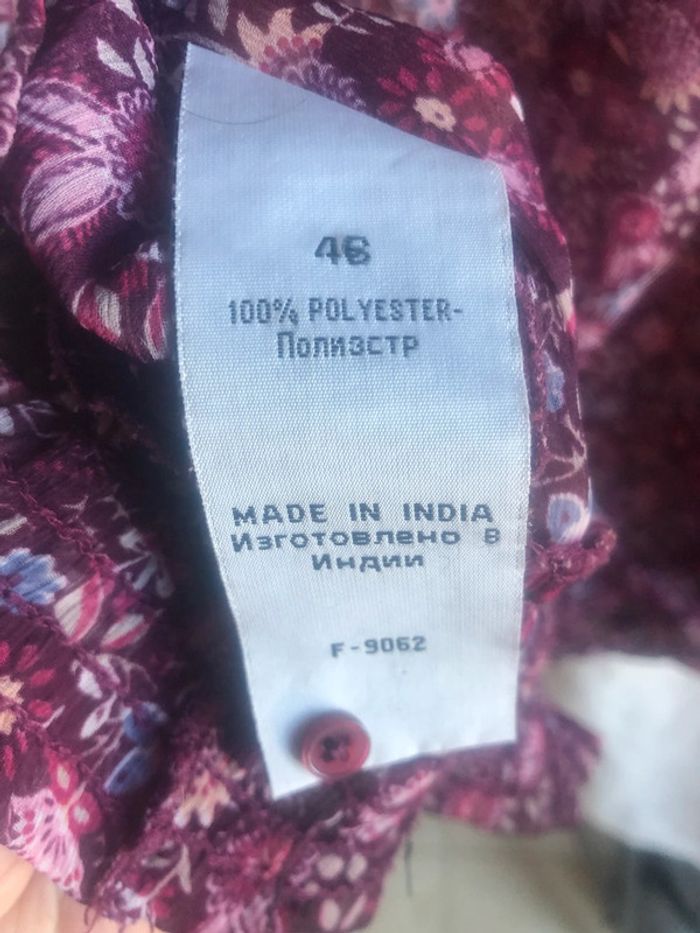 46
100% POLYESTER-
Полиэстр
MADE IN INDIA
Изготовлено в
Индии
F-9062